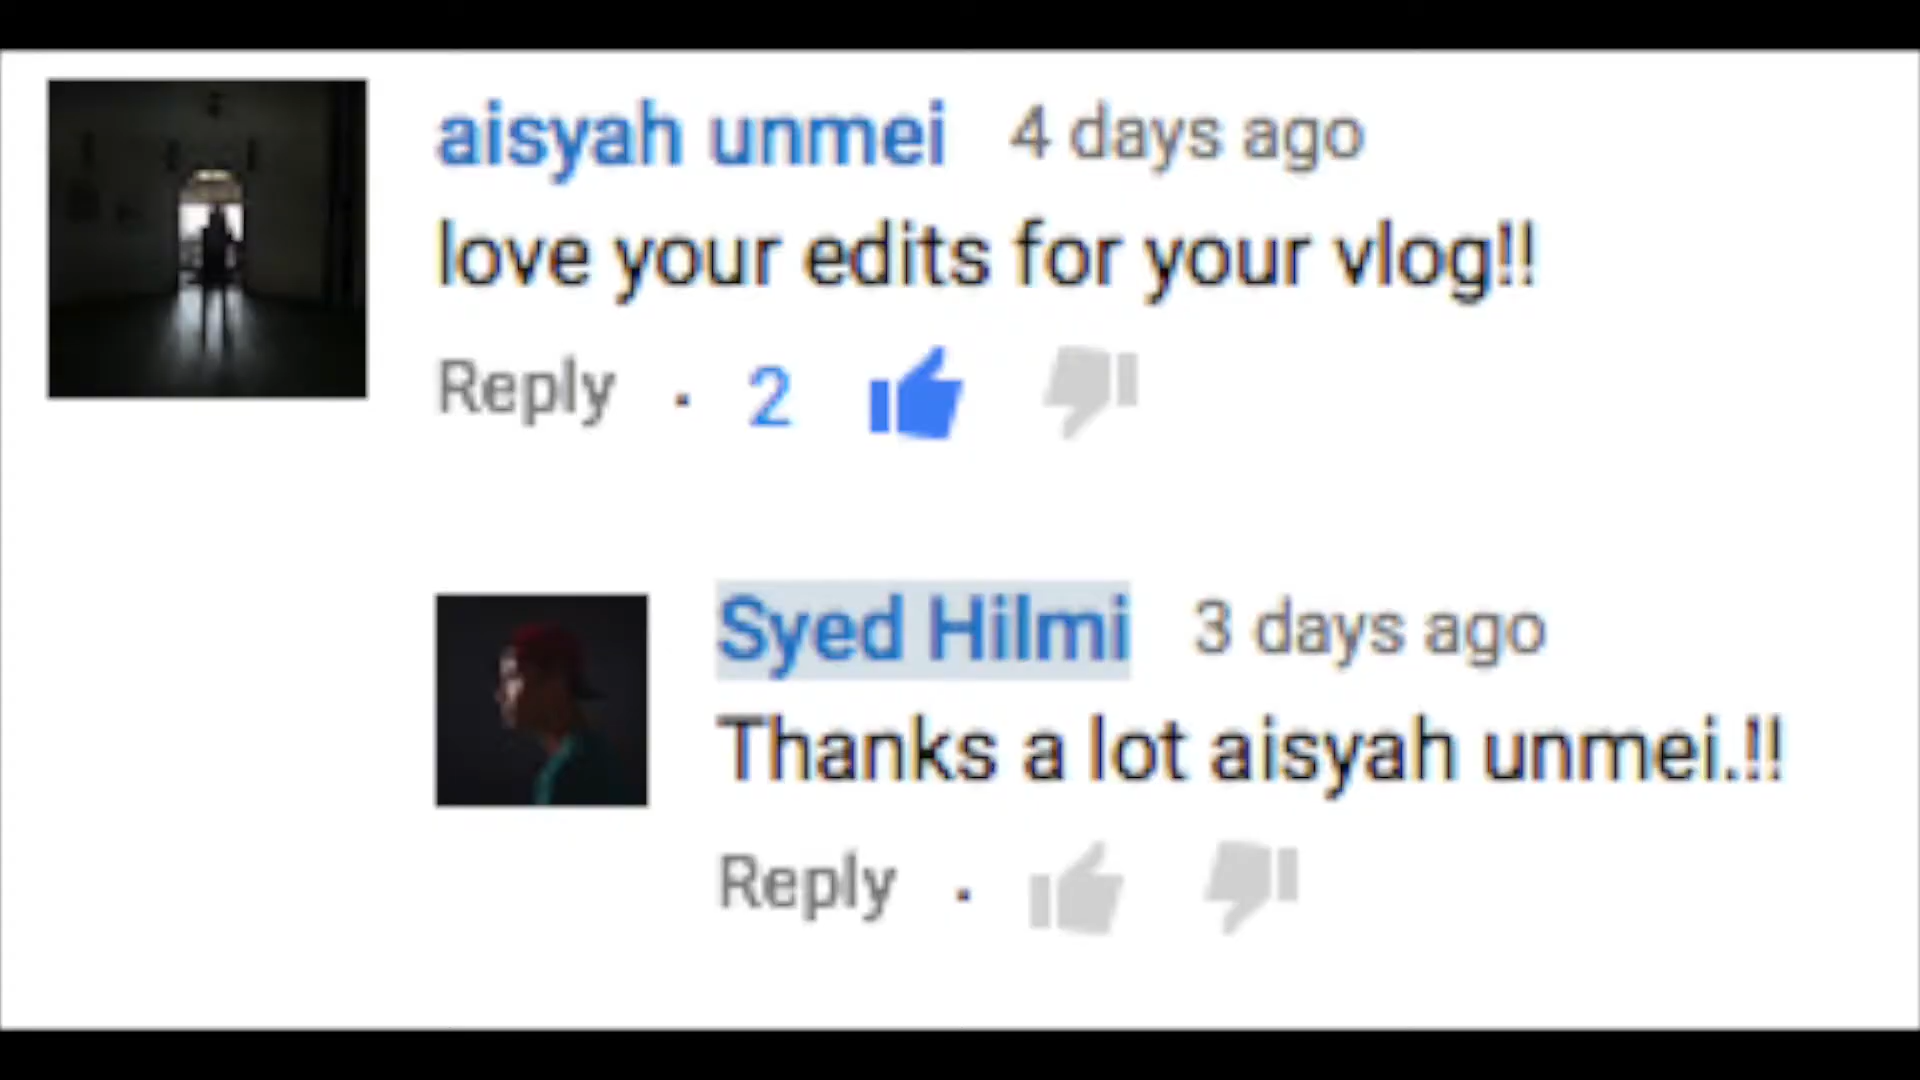 aisyah unmei 4 days ago
love your edits for your vlog!!
Reply · 2
Syed Hilmi 3 days ago
Thanks a lot aisyah unmei.!!
Reply ·